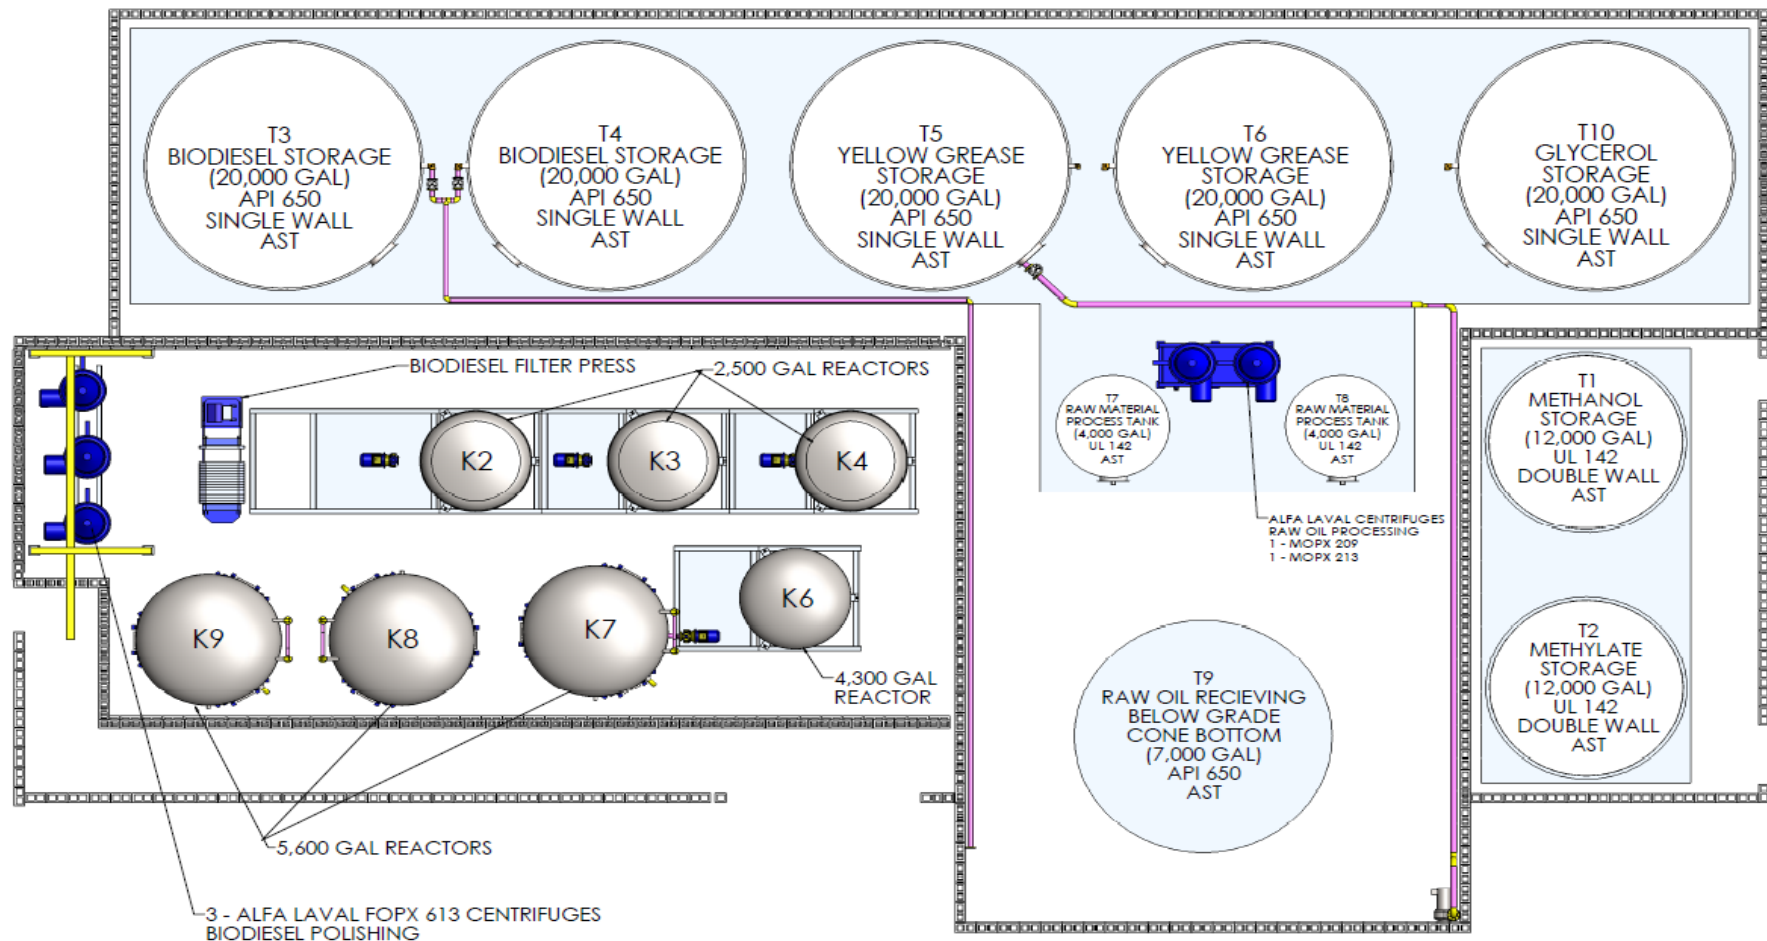 T3
BIODIESEL STORAGE
(20,000 GAL)
API 650
SINGLE WALL
AST
T4
BIODIESEL STORAGE
(20,000 GAL)
API 650
SINGLE WALL
AST
T5
YELLOW GREASE
STORAGE
(20,000 GAL)
API 650
SINGLE WALL
AST
T6
YELLOW GREASE
STORAGE
(20,000 GAL)
API 650
SINGLE WALL
AST
T10
GLYCEROL
STORAGE
(20,000 GAL)
API 650
SINGLE WALL
AST
BIODIESEL FILTER PRESS
2,500 GAL REACTORS
K2
K3
K4
T7
RAW MATERIAL
PROCESS TANK
(4,000 GAL)
UL 142
AST
T8
RAW MATERIAL
PROCESS TANK
(4,000 GAL)
UL 142
AST
T1
METHANOL
STORAGE
(12,000 GAL)
UL 142
DOUBLE WALL
AST
ALFA LAVAL CENTRIFUGES
RAW OIL PROCESSING
1 - MOPX 209
1 - MOPX 213
K9
K8
K7
K6
4,300 GAL
REACTOR
T9
RAW OIL RECIEVING
BELOW GRADE
CONE BOTTOM
(7,000 GAL)
API 650
AST
T2
METHYLATE
STORAGE
(12,000 GAL)
UL 142
DOUBLE WALL
AST
5,600 GAL REACTORS
3 - ALFA LAVAL FOPX 613 CENTRIFUGES
BIODIESEL POLISHING